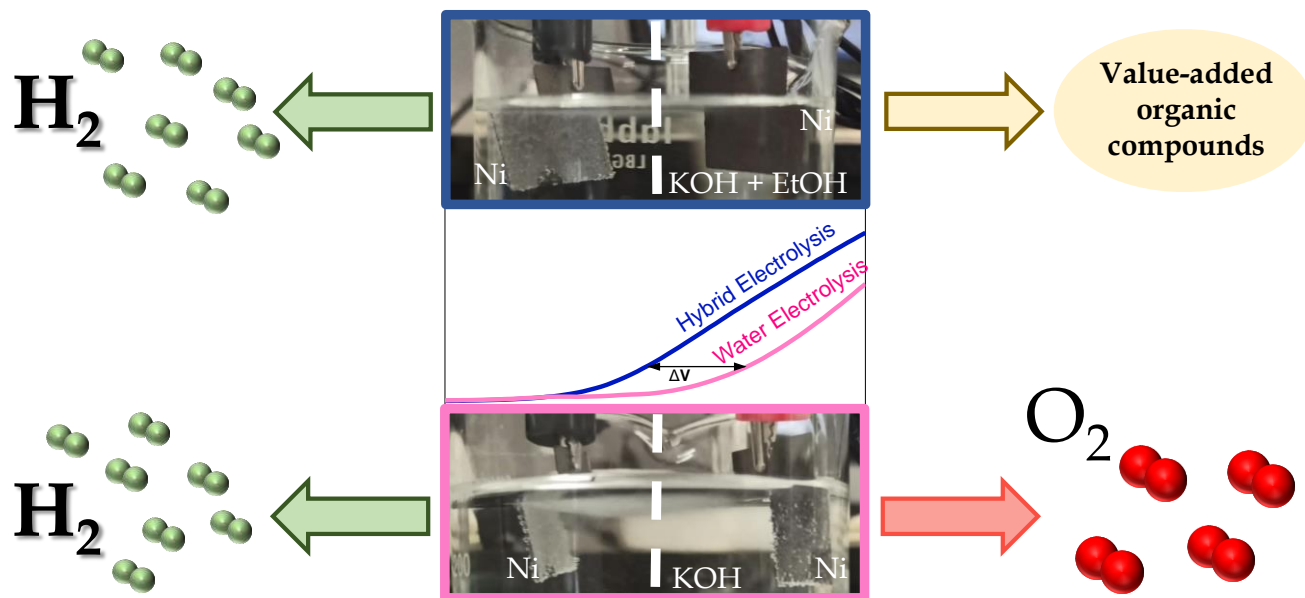 H2
Ni
Ni
KOH + EtOH
Value-added
organic
compounds
Hybrid Electrolysis
Water Electrolysis
ΔV
H2
Ni
KOH
Ni
O2